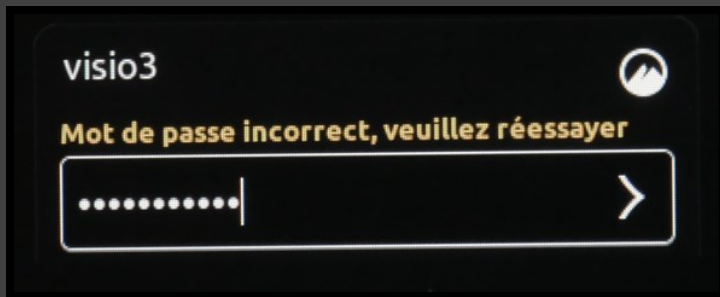 visio3
Mot de passe incorrect, veuillez réessayer
•••••••••••